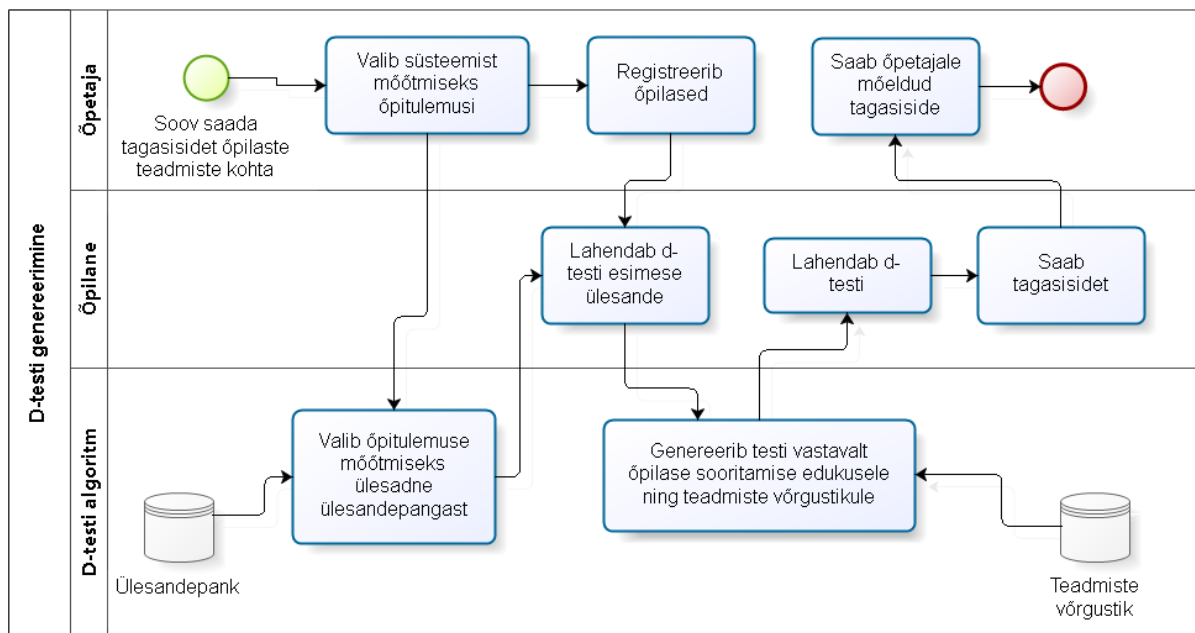 D-testi genereerimine
Õpetaja
Soov saada
tagasisidet õpilaste
teadmiste kohta
Valib süsteemist
mõõtmiseks
õpitulemusi
Registreerib
õpilased
Saab õpetajale
mõeldud
tagasiside
Õpilane
Lahendab d-
testi esimese
ülesande
Lahendab d-
testi
Saab
tagasisidet
D-testi algoritm
Ülesandepank
Valib õpitulemuse
mõõtmiseks
ülesadne
ülesandepangast
Genereerib testi vastavalt
õpilase sooritamise edukusele
ning teadmiste võrgustikule
Teadmiste
võrgustik